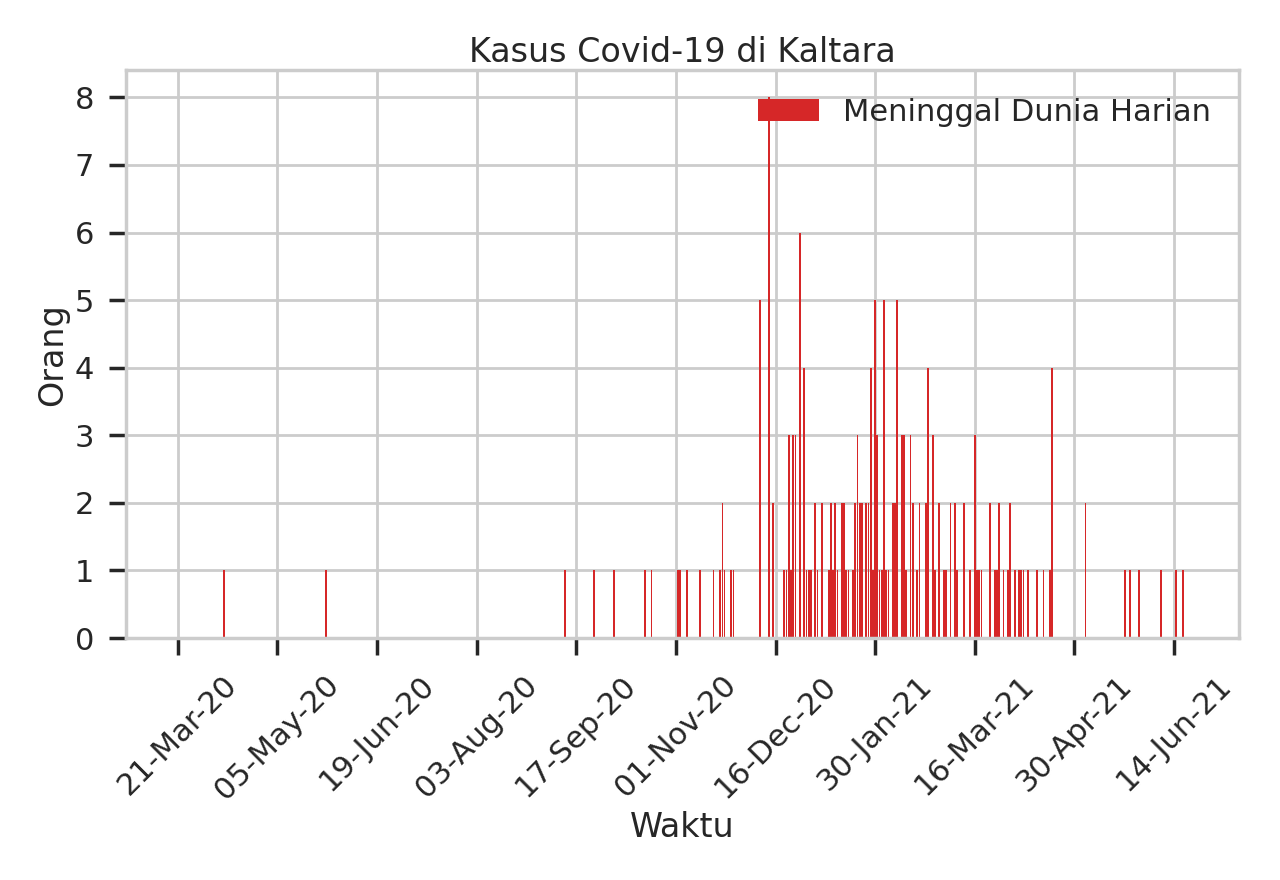 Kasus Covid-19 di Kaltara
Meninggal Dunia Harian
Orang
8
7
6
5
4
3
2
1
0
21-Mar-20
05-May-20
19-Jun-20
03-Aug-20
17-Sep-20
01-Nov-20
16-Dec-20
30-Jan-21
16-Mar-21
30-Apr-21
14-Jun-21
Waktu